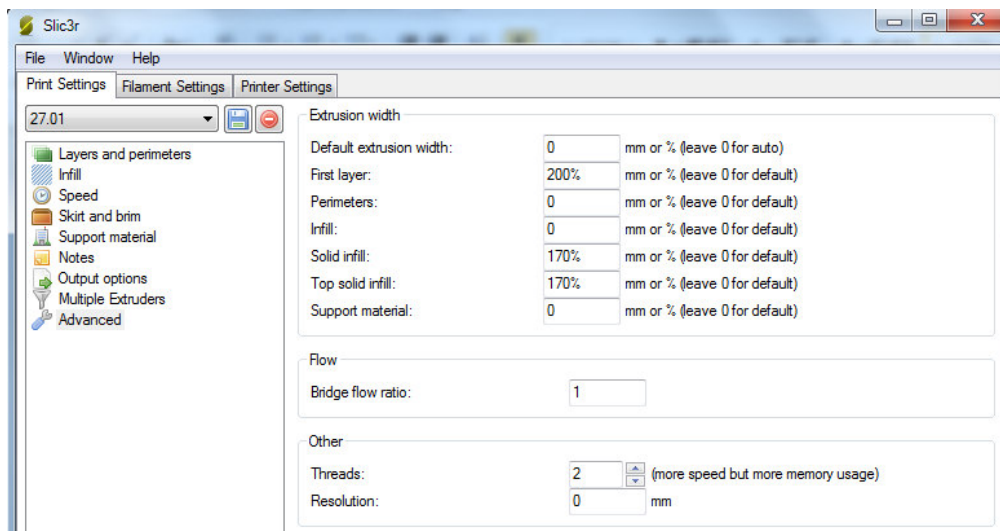 Slic3r
File Window Help
Print Settings Filament Settings Printer Settings
27.01
Layers and perimeters
Infill
Speed
Skirt and brim
Support material
Notes
Output options
Multiple Extruders
Advanced
Extrusion width
Default extrusion width: 0 mm or % (leave 0 for auto)
First layer: 200% mm or % (leave 0 for default)
Perimeters: 0 mm or % (leave 0 for default)
Infill: 0 mm or % (leave 0 for default)
Solid infill: 170% mm or % (leave 0 for default)
Top solid infill: 170% mm or % (leave 0 for default)
Support material: 0 mm or % (leave 0 for default)
Flow
Bridge flow ratio: 1
Other
Threads: 2 (more speed but more memory usage)
Resolution: 0 mm